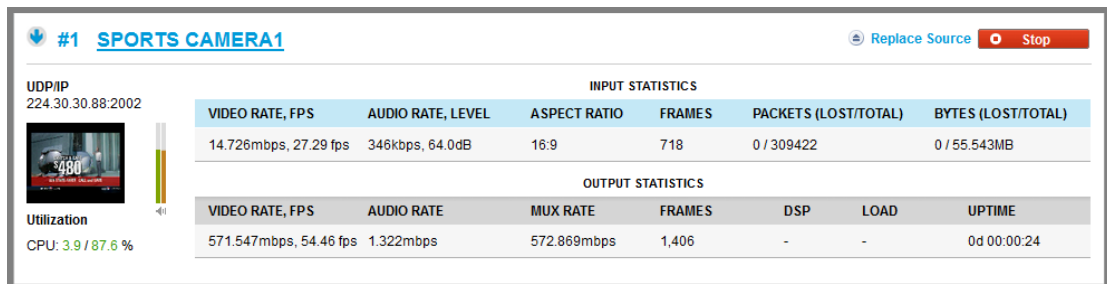 #1 SPORTS CAMERA1
Replace Source
Stop
UDP/IP
224.30.30.88:2002
INPUT STATISTICS
VIDEO RATE, FPS AUDIO RATE, LEVEL ASPECT RATIO FRAMES PACKETS (LOST/TOTAL) BYTES (LOST/TOTAL)
14.726mbps, 27.29 fps 346kbps, 64.0dB 16:9 718 0 / 309422 0 / 55.543MB
$480
OUTPUT STATISTICS
VIDEO RATE, FPS AUDIO RATE MUX RATE FRAMES DSP LOAD UPTIME
571.547mbps, 54.46 fps 1.322mbps 572.869mbps 1,406 - - 0d 00:00:24
Utilization
CPU: 3.9 / 87.6 %